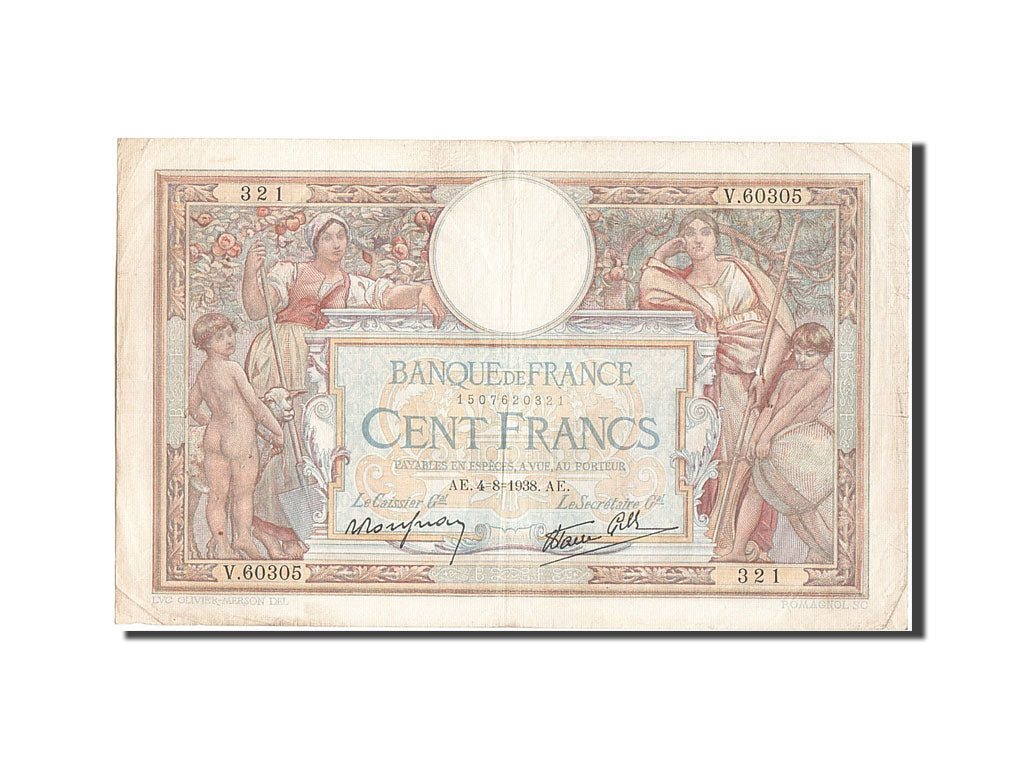 321 V.60305
BANQUE DE FRANCE
1507620321
CENT FRANCS
PAYABLES EN ESPÈCES, A VUE, AU PORTEUR
AE. 4-8-1938. AE.
Le Caissier Gal Le Secrétaire Gal
V.60305 321
LVC OLIVIER-MERSON DEL ROMAGNOL SC